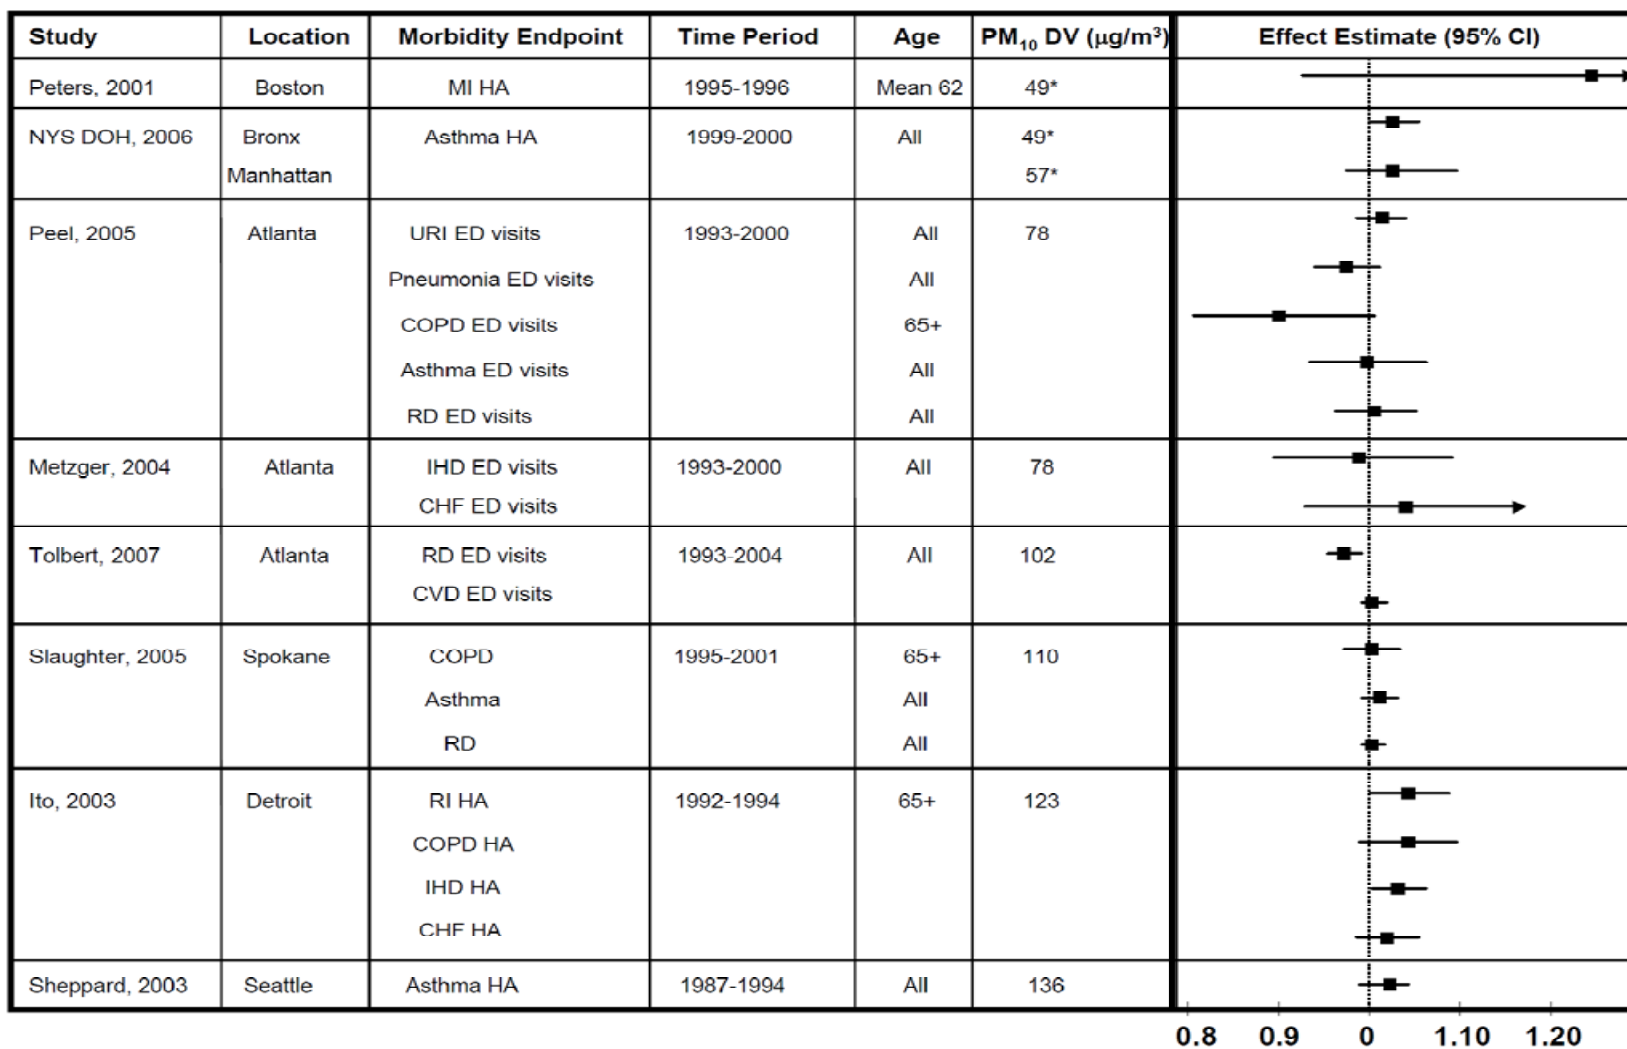 Study Location Morbidity Endpoint Time Period Age PM10 DV (µg/m³) Effect Estimate (95% CI)
Peters, 2001 Boston MI HA 1995-1996 Mean 62 49*
NYS DOH, 2006 Bronx Asthma HA 1999-2000 All 49*
Manhattan 57*
Peel, 2005 Atlanta URI ED visits 1993-2000 All 78
Pneumonia ED visits All
COPD ED visits 65+
Asthma ED visits All
RD ED visits All
Metzger, 2004 Atlanta IHD ED visits 1993-2000 All 78
CHF ED visits
Tolbert, 2007 Atlanta RD ED visits 1993-2004 All 102
CVD ED visits
Slaughter, 2005 Spokane COPD 1995-2001 65+ 110
Asthma All
RD All
Ito, 2003 Detroit RI HA 1992-1994 65+ 123
COPD HA
IHD HA
CHF HA
Sheppard, 2003 Seattle Asthma HA 1987-1994 All 136
0.8 0.9 0 1.10 1.20